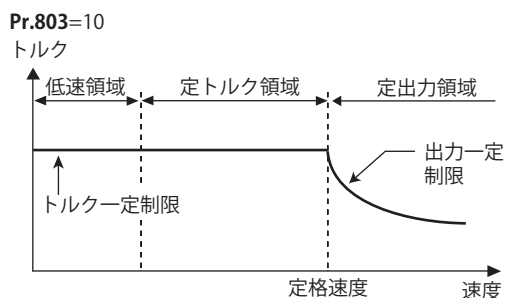 Pr.803=10
トルク
低速領域
定トルク領域
定出力領域
出力一定
制限
トルク一定制限
定格速度
速度